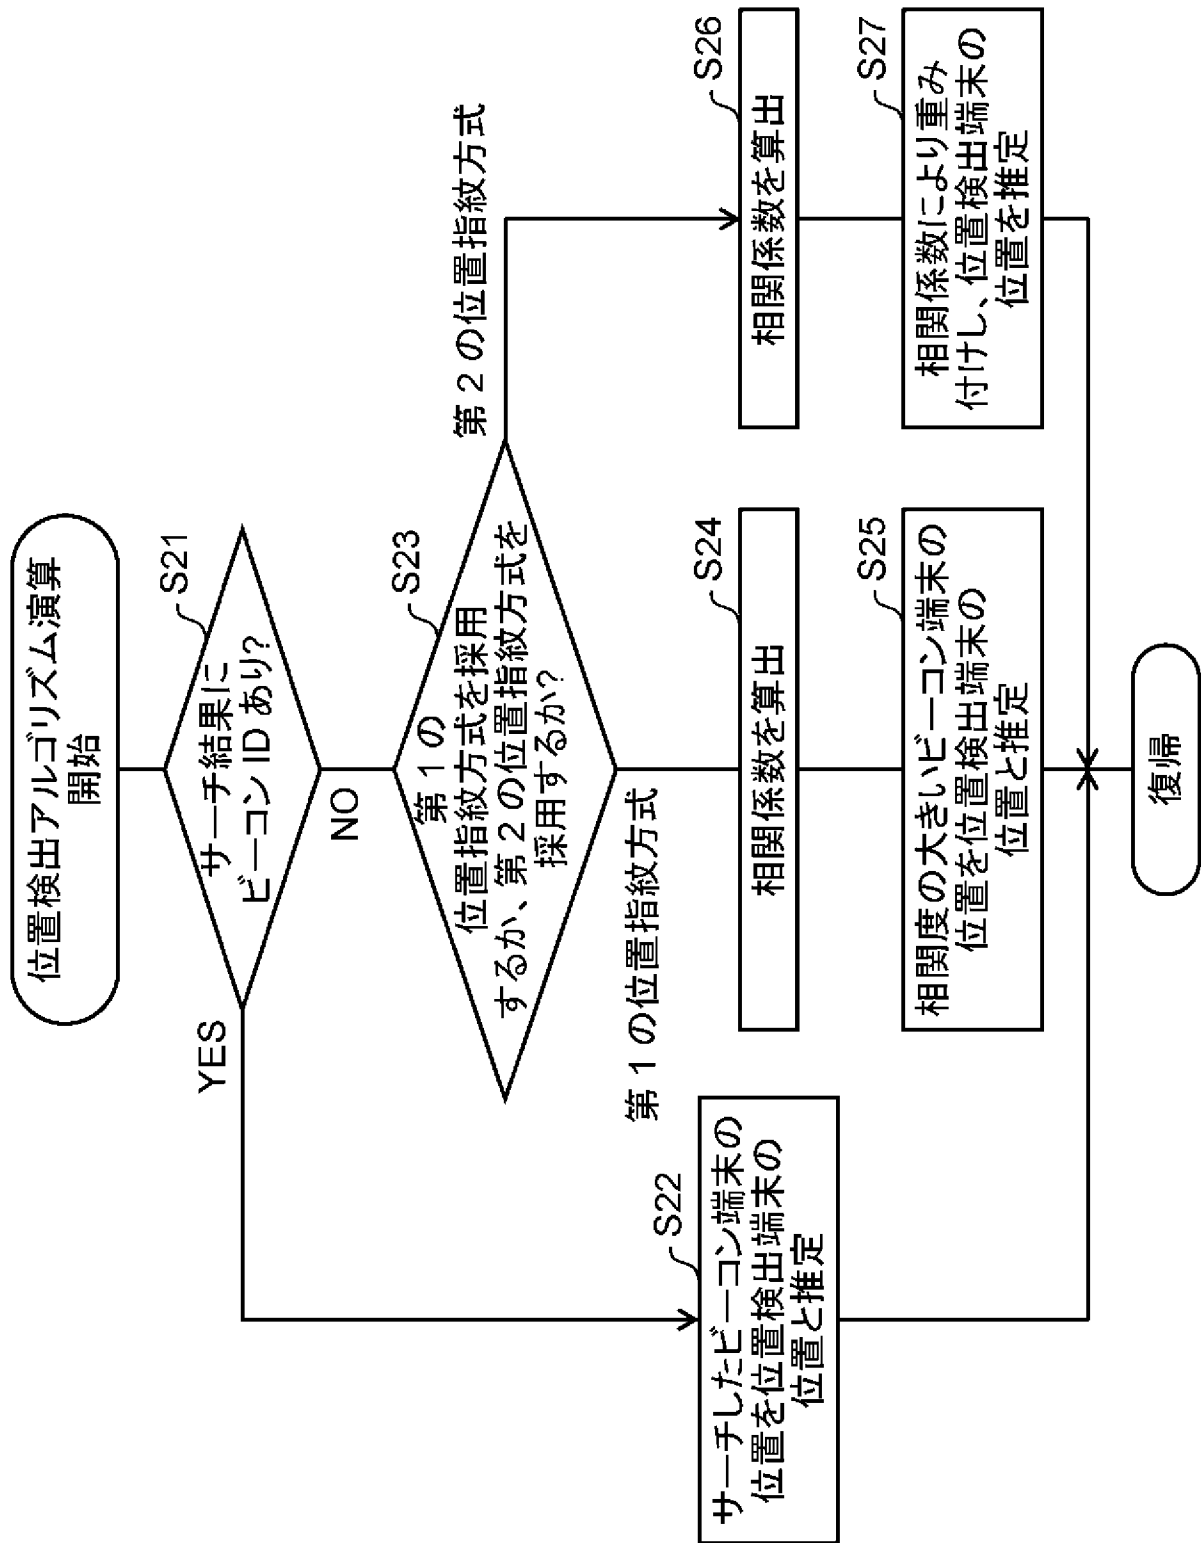 位置検出アルゴリズム演算
開始
S21
サーチ結果に
ビーコンIDあり?
YES
NO
S22
サーチしたビーコン端末の
位置を位置検出端末の
位置と推定
S23
第1の
位置指紋方式を採用
するか、第2の位置指紋方式を
採用するか?
第1の位置指紋方式
第2の位置指紋方式
S24
相関係数を算出
S25
相関度の大きいビーコン端末の
位置を位置検出端末の
位置と推定
S26
相関係数を算出
S27
相関係数により重み
付けし、位置検出端末の
位置を推定
復帰